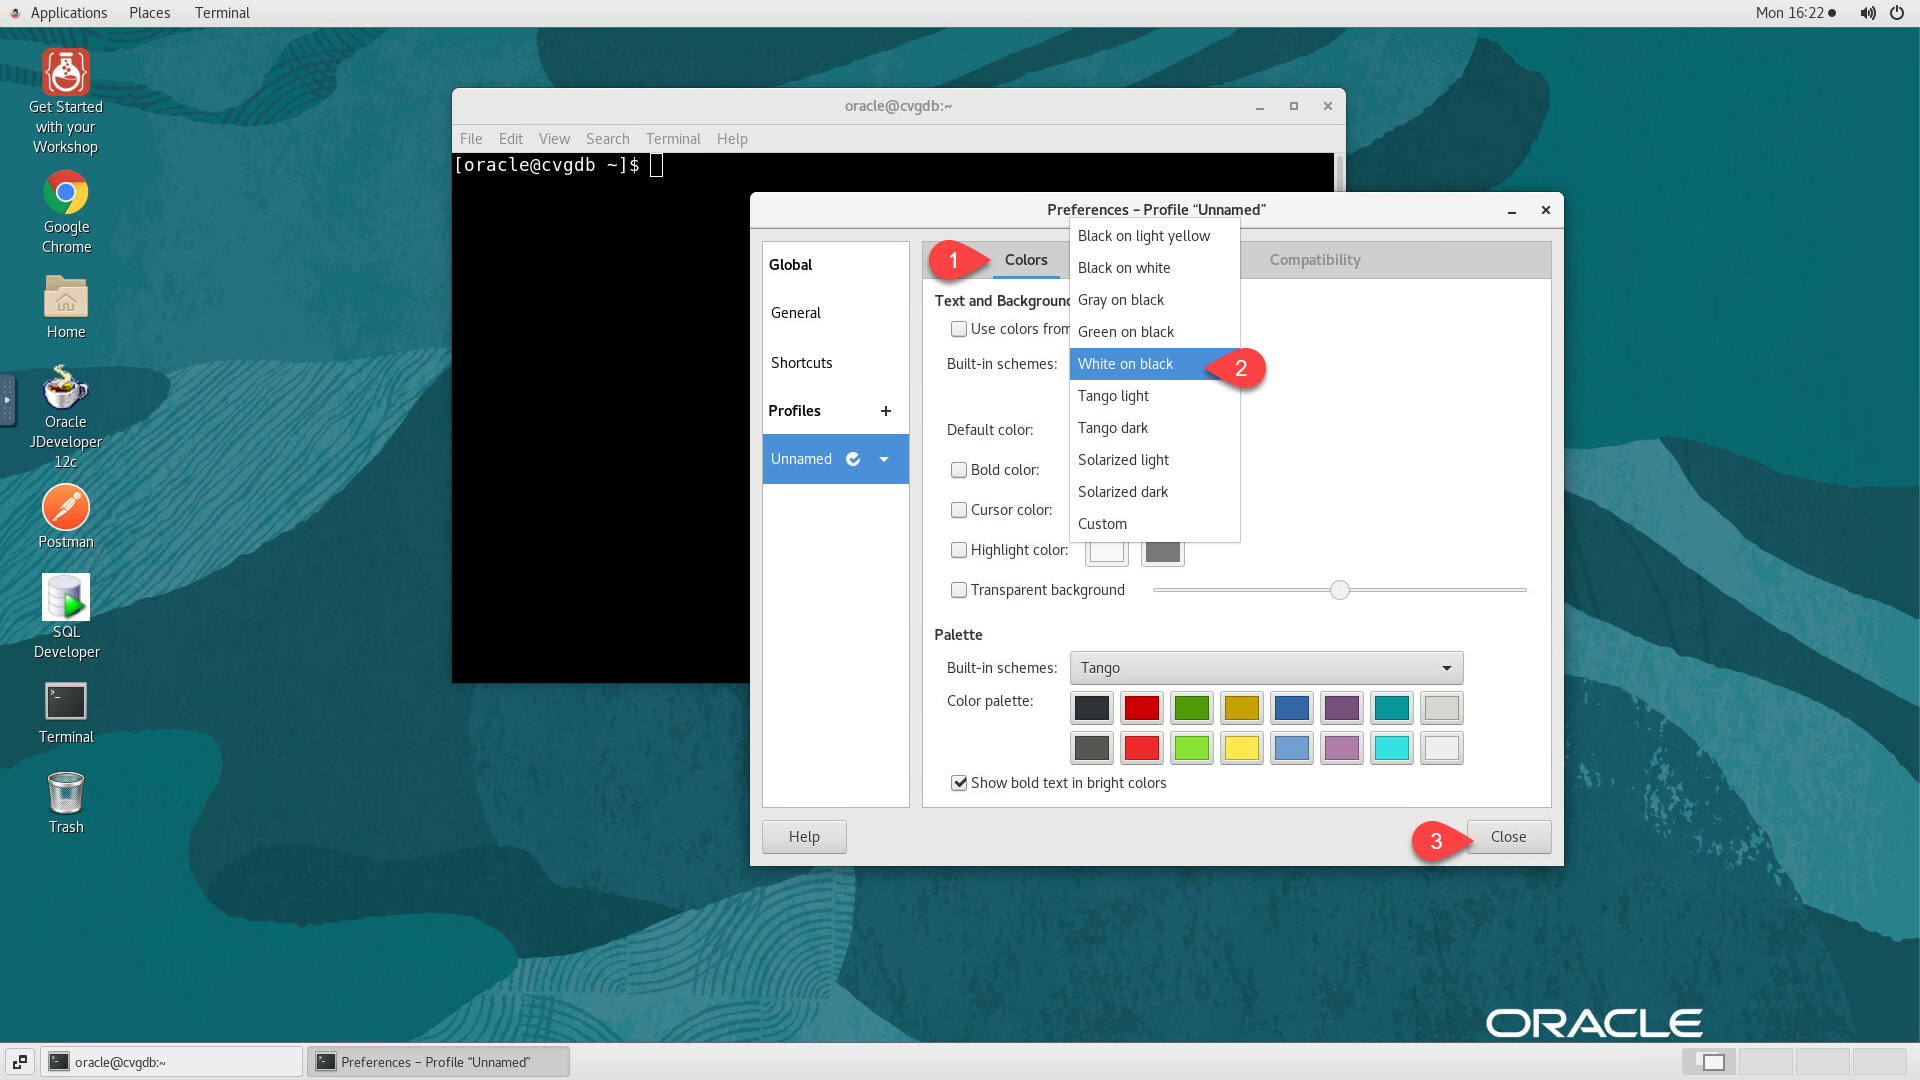 Applications Places Terminal
Mon 16:22
Get Started
with your
Workshop
Google
Chrome
Home
Oracle
JDeveloper
12c
Postman
SQL
Developer
Terminal
Trash
oracle@cvgdb:~
File Edit View Search Terminal Help
[oracle@cvgdb ~]$
Preferences – Profile “Unnamed”
Global
General
Shortcuts
Profiles +
Unnamed
1 Colors Compatibility
Text and Background
Use colors from
Built-in schemes:
Black on light yellow
Black on white
Gray on black
Green on black
White on black 2
Tango light
Tango dark
Solarized light
Solarized dark
Custom
Default color:
Bold color:
Cursor color:
Highlight color:
Transparent background
Palette
Built-in schemes: Tango
Color palette:
Show bold text in bright colors
Help 3 Close
ORACLE
oracle@cvgdb:~ Preferences – Profile “Unnamed”